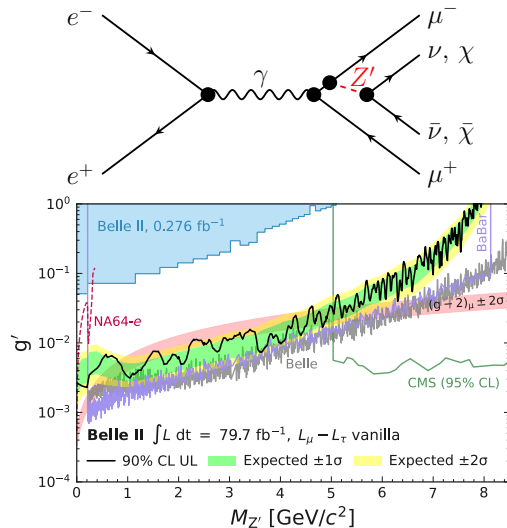 e⁻
μ⁻
ν, χ
γ
Z′
ν̄, χ̄
e⁺
μ⁺
10⁰
Belle II, 0.276 fb⁻¹
BaBar
10⁻¹
NA64-e
(g−2)μ ± 2σ
g′
Belle
10⁻²
CMS (95% CL)
10⁻³
Belle II ∫L dt = 79.7 fb⁻¹, Lμ − Lτ vanilla
90% CL UL Expected ±1σ Expected ±2σ
10⁻⁴
0 1 2 3 4 5 6 7 8
M_Z′ [GeV/c²]